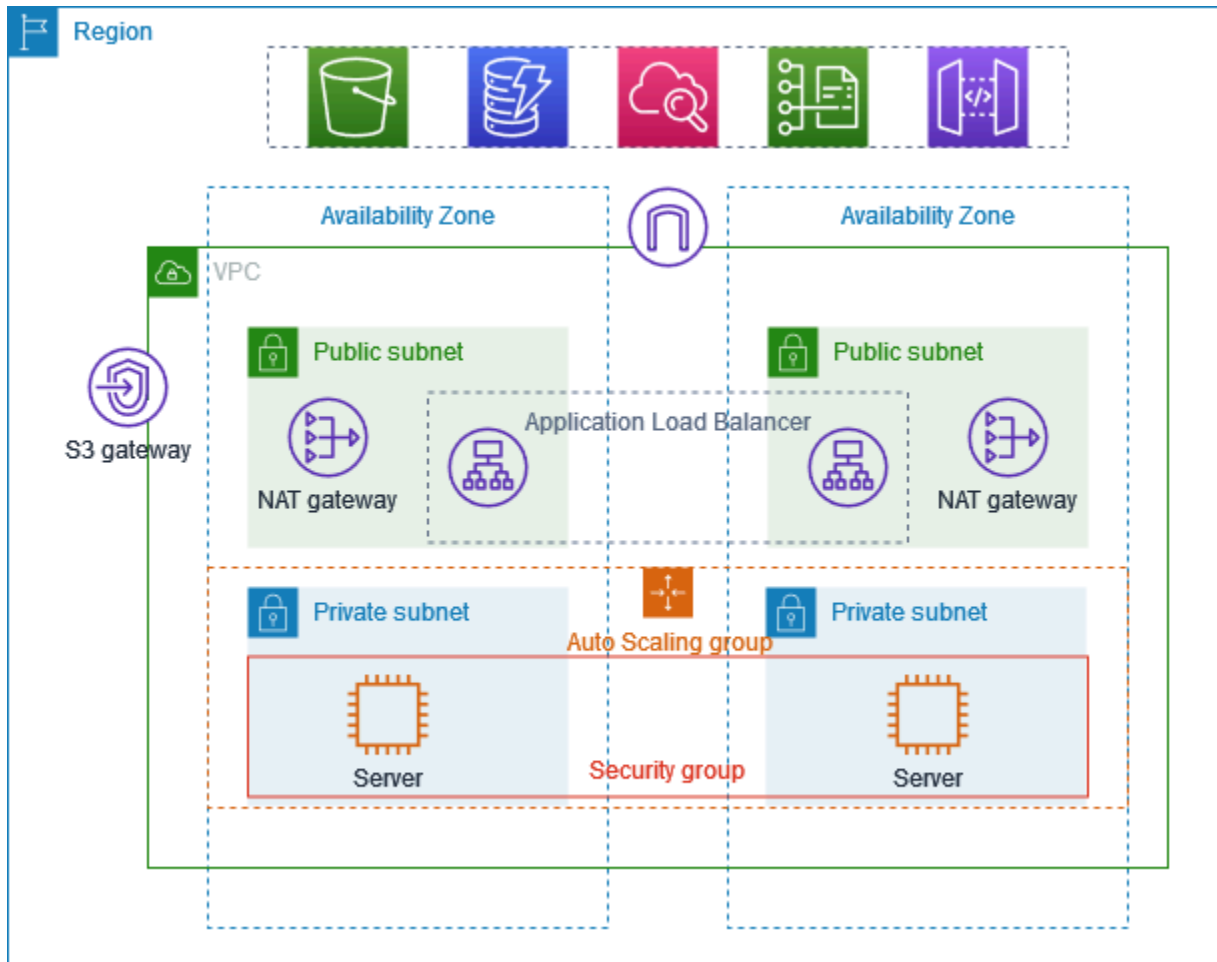 Region
Availability Zone
Availability Zone
VPC
Public subnet
Public subnet
Application Load Balancer
S3 gateway
NAT gateway
NAT gateway
Private subnet
Private subnet
Auto Scaling group
Security group
Server
Server